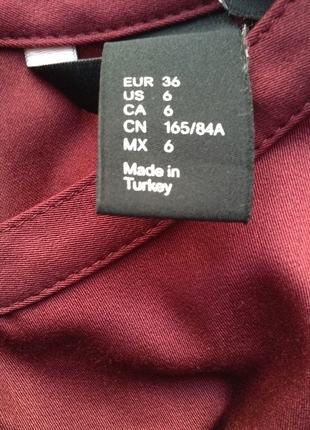 EUR 36
US 6
CA 6
CN 165/84A
MX 6
Made in
Turkey